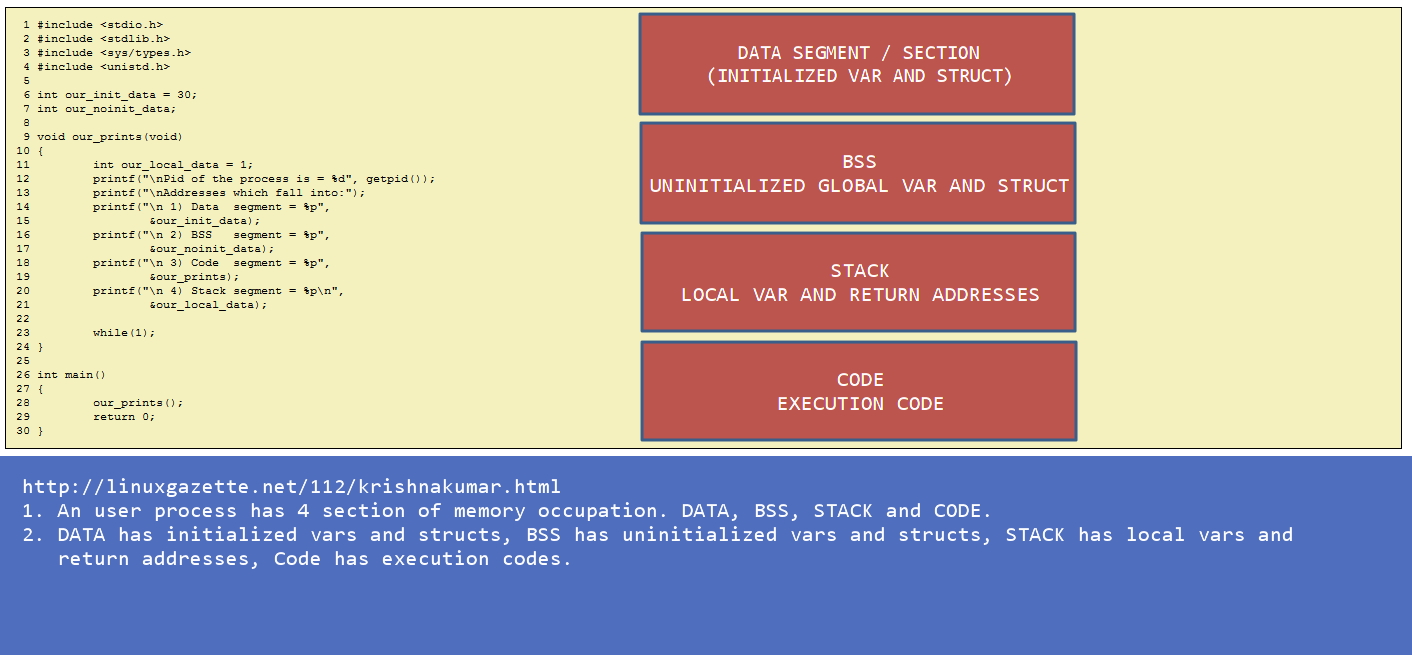 1 #include <stdio.h>
2 #include <stdlib.h>
3 #include <sys/types.h>
4 #include <unistd.h>
5
6 int our_init_data = 30;
7 int our_noinit_data;
8
9 void our_prints(void)
10 {
11         int our_local_data = 1;
12         printf("\nPid of the process is = %d", getpid());
13         printf("\nAddresses which fall into:");
14         printf("\n 1) Data  segment = %p",
15                 &our_init_data);
16         printf("\n 2) BSS   segment = %p",
17                 &our_noinit_data);
18         printf("\n 3) Code  segment = %p",
19                 &our_prints);
20         printf("\n 4) Stack segment = %p\n",
21                 &our_local_data);
22
23         while(1);
24 }
25
26 int main()
27 {
28         our_prints();
29         return 0;
30 }
DATA SEGMENT / SECTION
(INITIALIZED VAR AND STRUCT)
BSS
UNINITIALIZED GLOBAL VAR AND STRUCT
STACK
LOCAL VAR AND RETURN ADDRESSES
CODE
EXECUTION CODE
http://linuxgazette.net/112/krishnakumar.html
1. An user process has 4 section of memory occupation. DATA, BSS, STACK and CODE.
2. DATA has initialized vars and structs, BSS has uninitialized vars and structs, STACK has local vars and
return addresses, Code has execution codes.